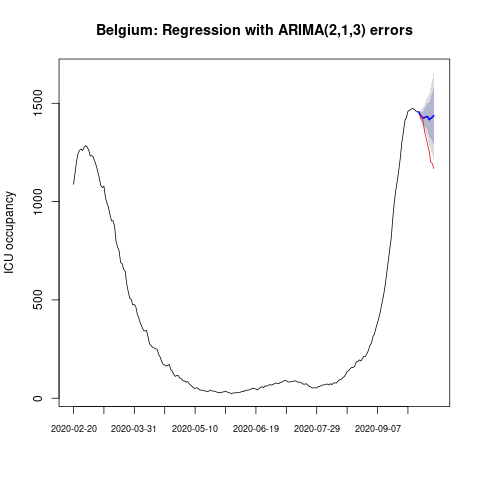 Belgium: Regression with ARIMA(2,1,3) errors
ICU occupancy
1500
1000
500
0
2020-02-20 2020-03-31 2020-05-10 2020-06-19 2020-07-29 2020-09-07